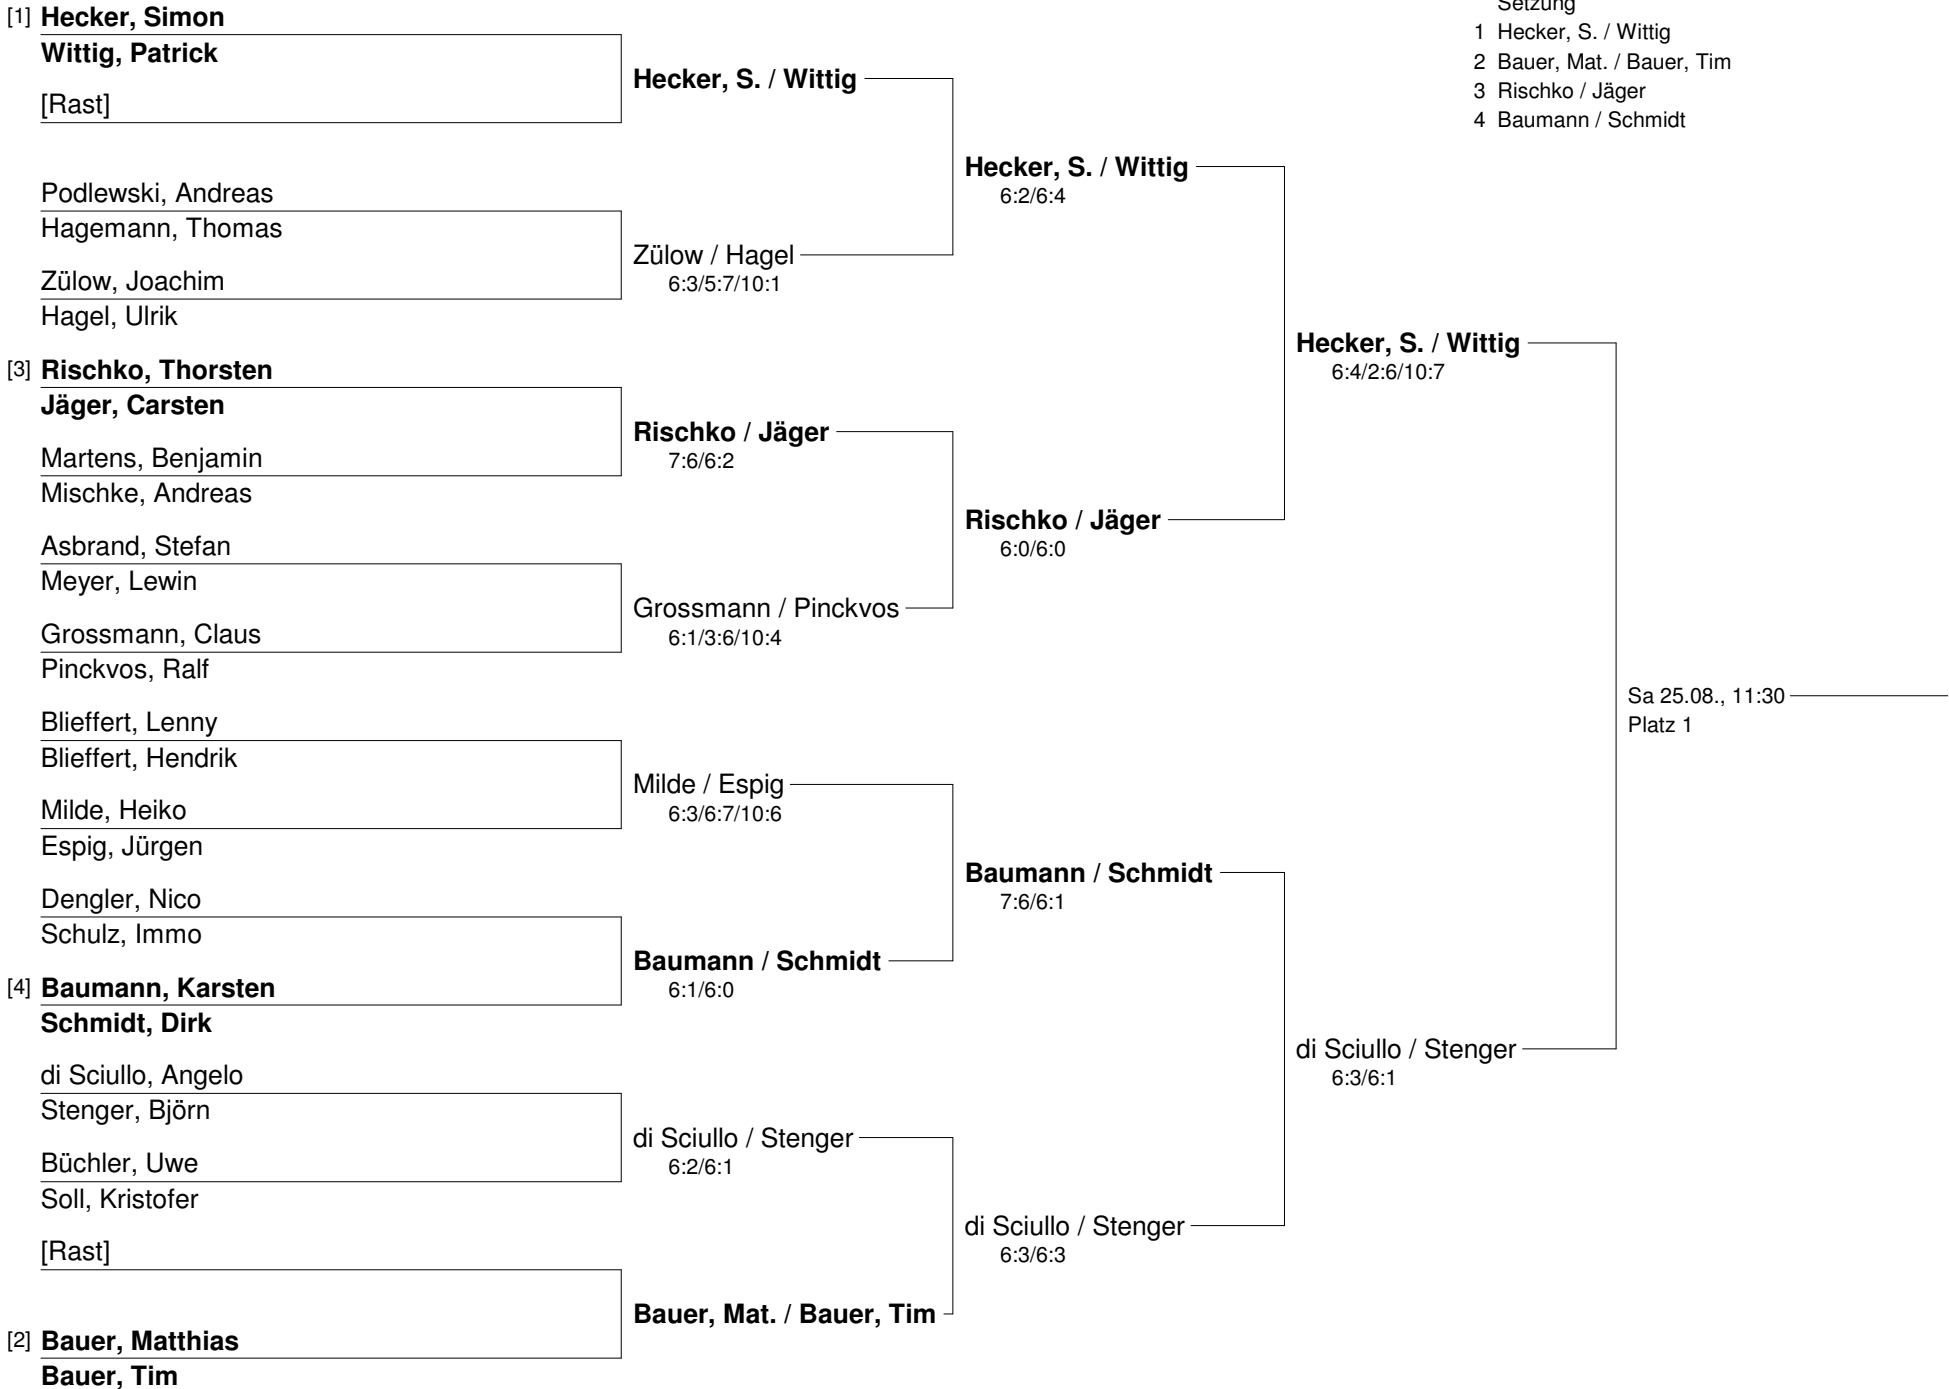 Setzung
1 Hecker, S. / Wittig
2 Bauer, Mat. / Bauer, Tim
3 Rischko / Jäger
4 Baumann / Schmidt
[1] Hecker, Simon
Wittig, Patrick
[Rast]
Podlewski, Andreas
Hagemann, Thomas
Zülow, Joachim
Hagel, Ulrik
[3] Rischko, Thorsten
Jäger, Carsten
Martens, Benjamin
Mischke, Andreas
Asbrand, Stefan
Meyer, Lewin
Grossmann, Claus
Pinckvos, Ralf
Blieffert, Lenny
Blieffert, Hendrik
Milde, Heiko
Espig, Jürgen
Dengler, Nico
Schulz, Immo
[4] Baumann, Karsten
Schmidt, Dirk
di Sciullo, Angelo
Stenger, Björn
Büchler, Uwe
Soll, Kristofer
[Rast]
[2] Bauer, Matthias
Bauer, Tim
Hecker, S. / Wittig
Zülow / Hagel
6:3/5:7/10:1
Rischko / Jäger
7:6/6:2
Grossmann / Pinckvos
6:1/3:6/10:4
Milde / Espig
6:3/6:7/10:6
Baumann / Schmidt
6:1/6:0
di Sciullo / Stenger
6:2/6:1
Bauer, Mat. / Bauer, Tim
Hecker, S. / Wittig
6:2/6:4
Rischko / Jäger
6:0/6:0
Baumann / Schmidt
7:6/6:1
di Sciullo / Stenger
6:3/6:3
Hecker, S. / Wittig
6:4/2:6/10:7
di Sciullo / Stenger
6:3/6:1
Sa 25.08., 11:30
Platz 1